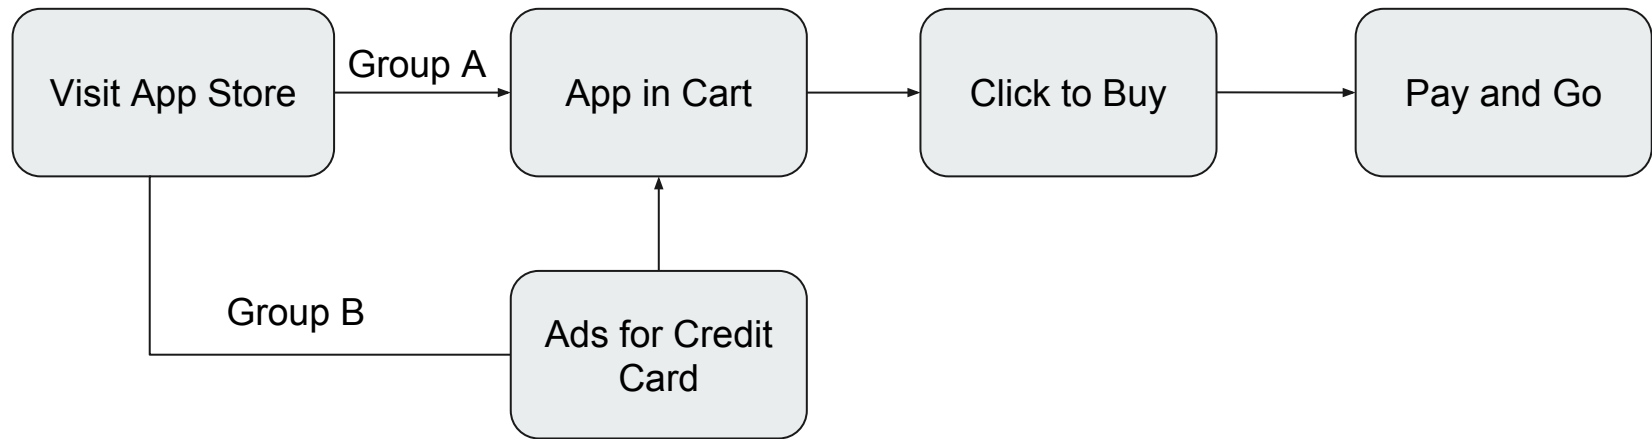 Visit App Store
Group A
App in Cart
Click to Buy
Pay and Go
Group B
Ads for Credit
Card